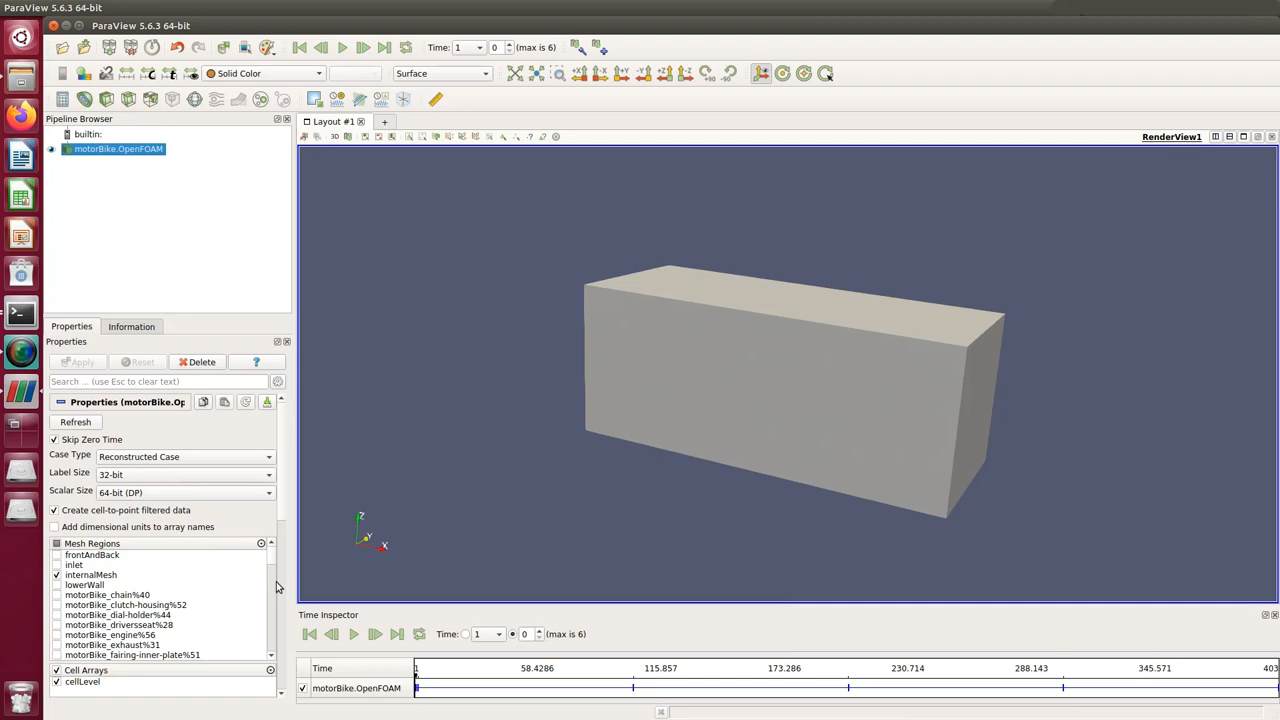 ParaView 5.6.3 64-bit
ParaView 5.6.3 64-bit
Time: 1 0 (max is 6)
Solid Color Surface
Pipeline Browser
Layout #1
3D
RenderView1
builtin:
motorBike.OpenFOAM
Properties Information
Properties
Apply Reset Delete ?
Search ... (use Esc to clear text)
Properties (motorBike.Op
Refresh
Skip Zero Time
Case Type Reconstructed Case
Label Size 32-bit
Scalar Size 64-bit (DP)
Create cell-to-point filtered data
Add dimensional units to array names
Mesh Regions
frontAndBack
inlet
internalMesh
lowerWall
motorBike_chain%40
motorBike_clutch-housing%52
motorBike_dial-holder%44
motorBike_driversseat%28
motorBike_engine%56
motorBike_exhaust%31
motorBike_fairing-inner-plate%51
Cell Arrays
cellLevel
Z
Y
X
Time Inspector
Time: 1 0 (max is 6)
Time 1 58.4286 115.857 173.286 230.714 288.143 345.571 403
motorBike.OpenFOAM